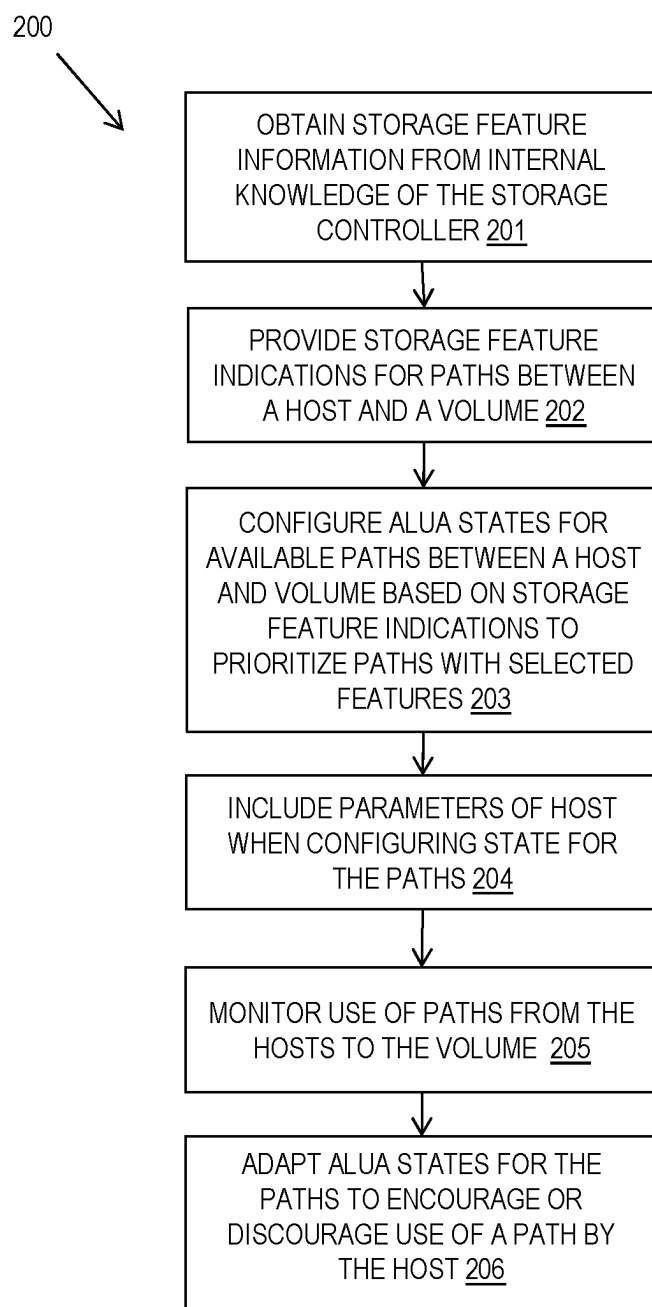 200
OBTAIN STORAGE FEATURE
INFORMATION FROM INTERNAL
KNOWLEDGE OF THE STORAGE
CONTROLLER 201
PROVIDE STORAGE FEATURE
INDICATIONS FOR PATHS BETWEEN
A HOST AND A VOLUME 202
CONFIGURE ALUA STATES FOR
AVAILABLE PATHS BETWEEN A HOST
AND VOLUME BASED ON STORAGE
FEATURE INDICATIONS TO
PRIORITIZE PATHS WITH SELECTED
FEATURES 203
INCLUDE PARAMETERS OF HOST
WHEN CONFIGURING STATE FOR
THE PATHS 204
MONITOR USE OF PATHS FROM THE
HOSTS TO THE VOLUME 205
ADAPT ALUA STATES FOR THE
PATHS TO ENCOURAGE OR
DISCOURAGE USE OF A PATH BY
THE HOST 206